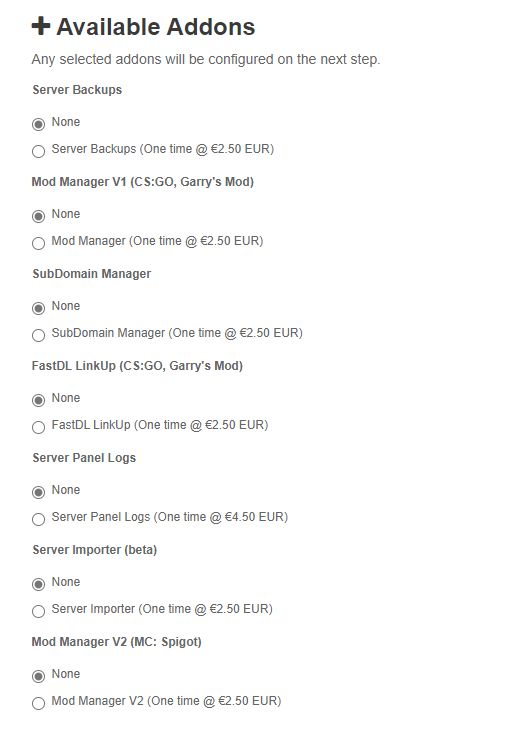 Available Addons
Any selected addons will be configured on the next step.
Server Backups
None
Server Backups (One time @ €2.50 EUR)
Mod Manager V1 (CS:GO, Garry's Mod)
None
Mod Manager (One time @ €2.50 EUR)
SubDomain Manager
None
SubDomain Manager (One time @ €2.50 EUR)
FastDL LinkUp (CS:GO, Garry's Mod)
None
FastDL LinkUp (One time @ €2.50 EUR)
Server Panel Logs
None
Server Panel Logs (One time @ €4.50 EUR)
Server Importer (beta)
None
Server Importer (One time @ €2.50 EUR)
Mod Manager V2 (MC: Spigot)
None
Mod Manager V2 (One time @ €2.50 EUR)